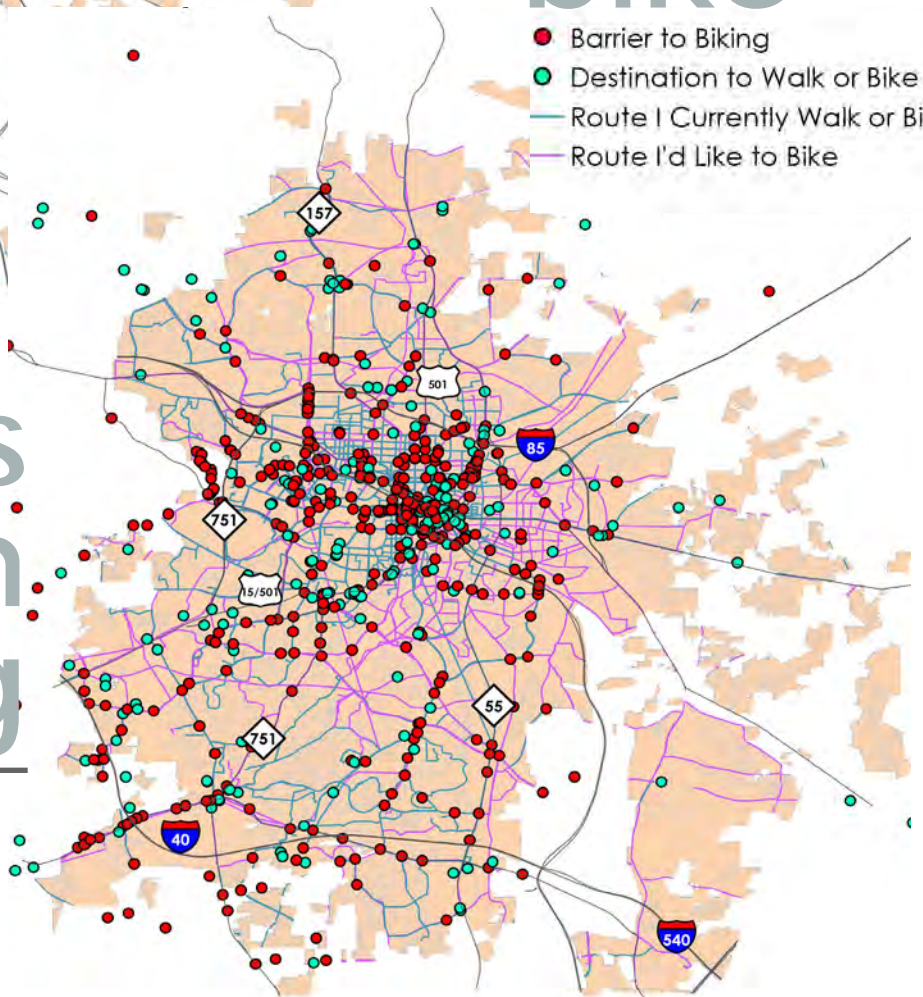 bike
Barrier to Biking
Destination to Walk or Bike
Route I Currently Walk or Bi
Route I'd Like to Bike
157
501
85
s
751
15/501
n
g
55
751
40
540